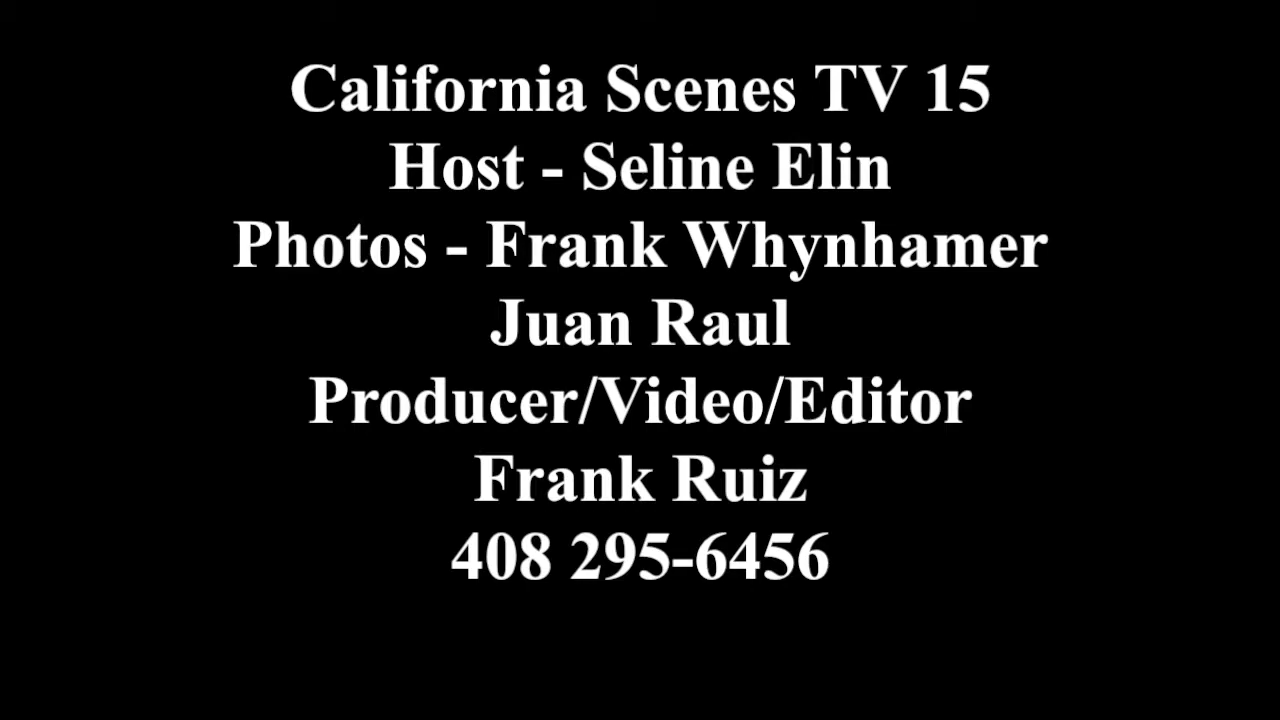 California Scenes TV 15
Host - Seline Elin
Photos - Frank Whynhamer
Juan Raul
Producer/Video/Editor
Frank Ruiz
408 295-6456